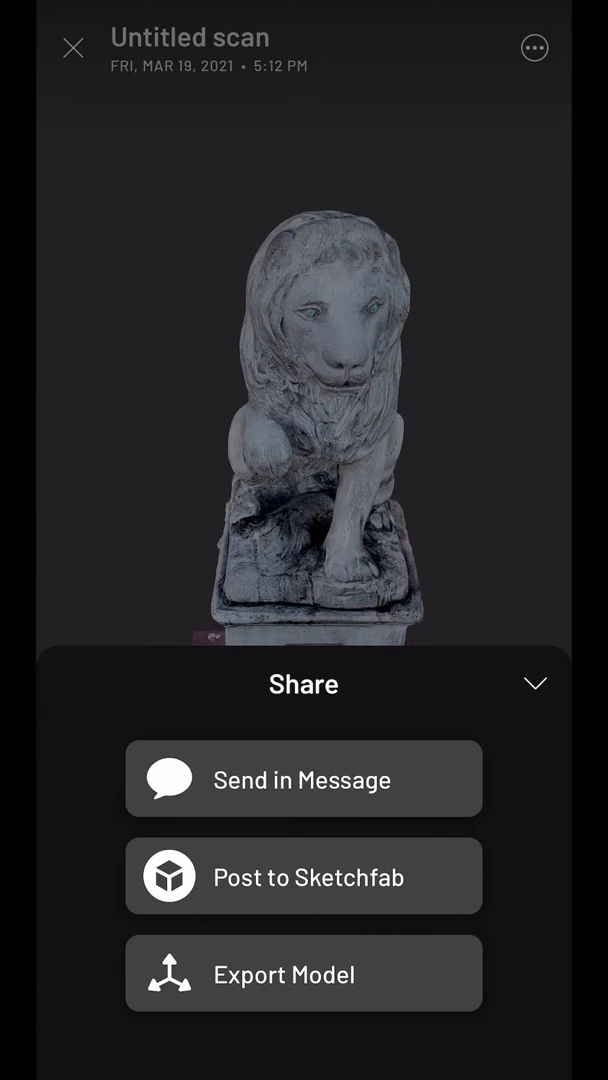 Untitled scan
FRI, MAR 19, 2021 • 5:12 PM
Share
Send in Message
Post to Sketchfab
Export Model